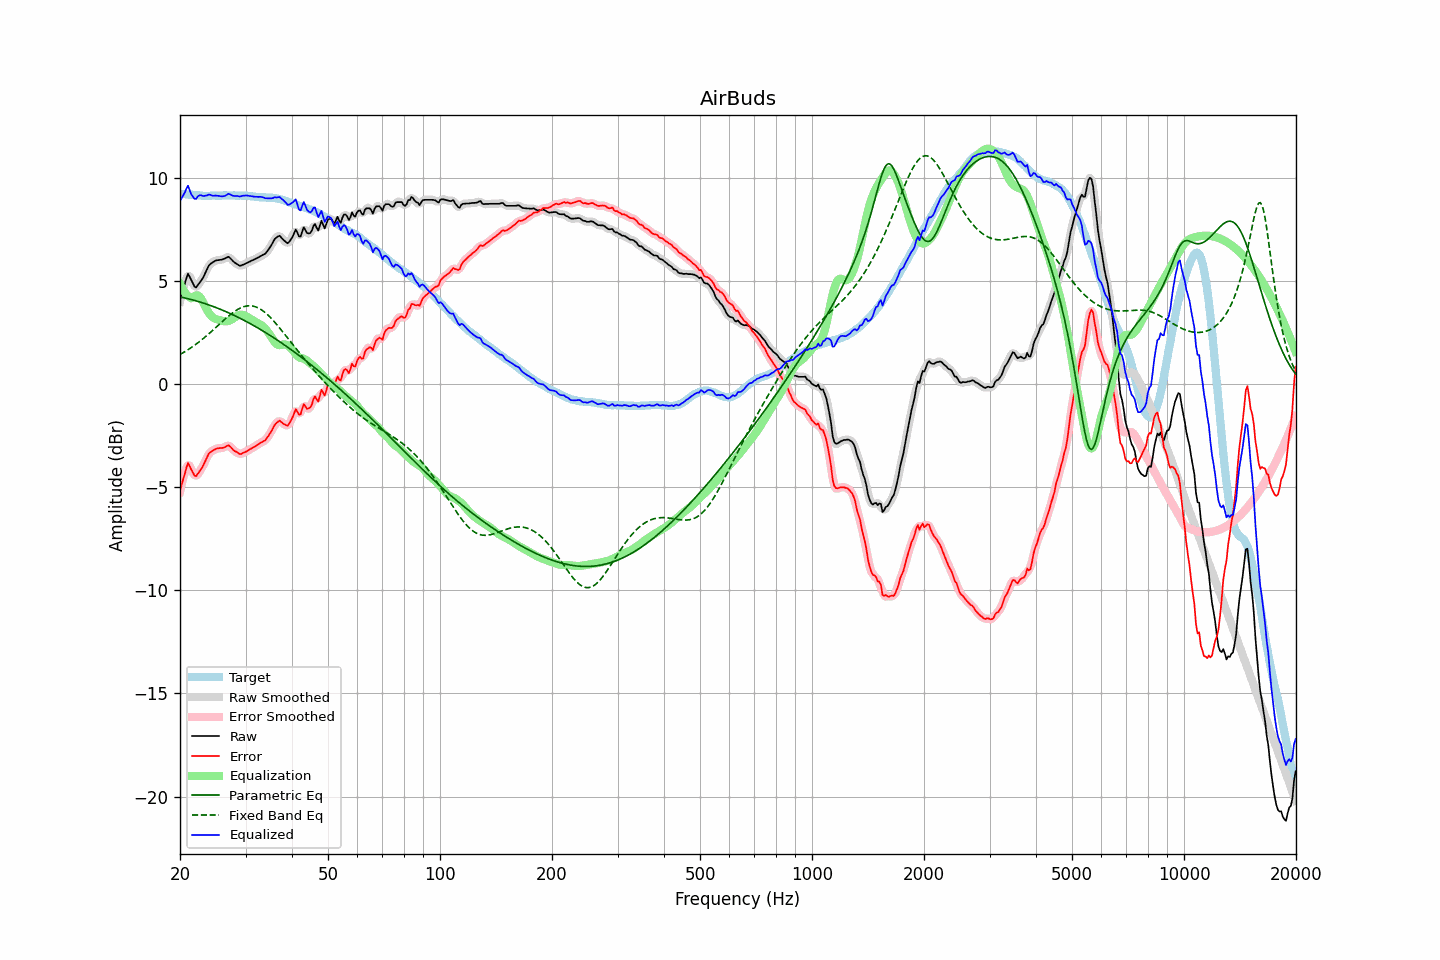 AirBuds
Amplitude (dBr)
10
5
0
−5
−10
−15
−20
Target
Raw Smoothed
Error Smoothed
Raw
Error
Equalization
Parametric Eq
Fixed Band Eq
Equalized
20 50 100 200 500 1000 2000 5000 10000 20000
Frequency (Hz)